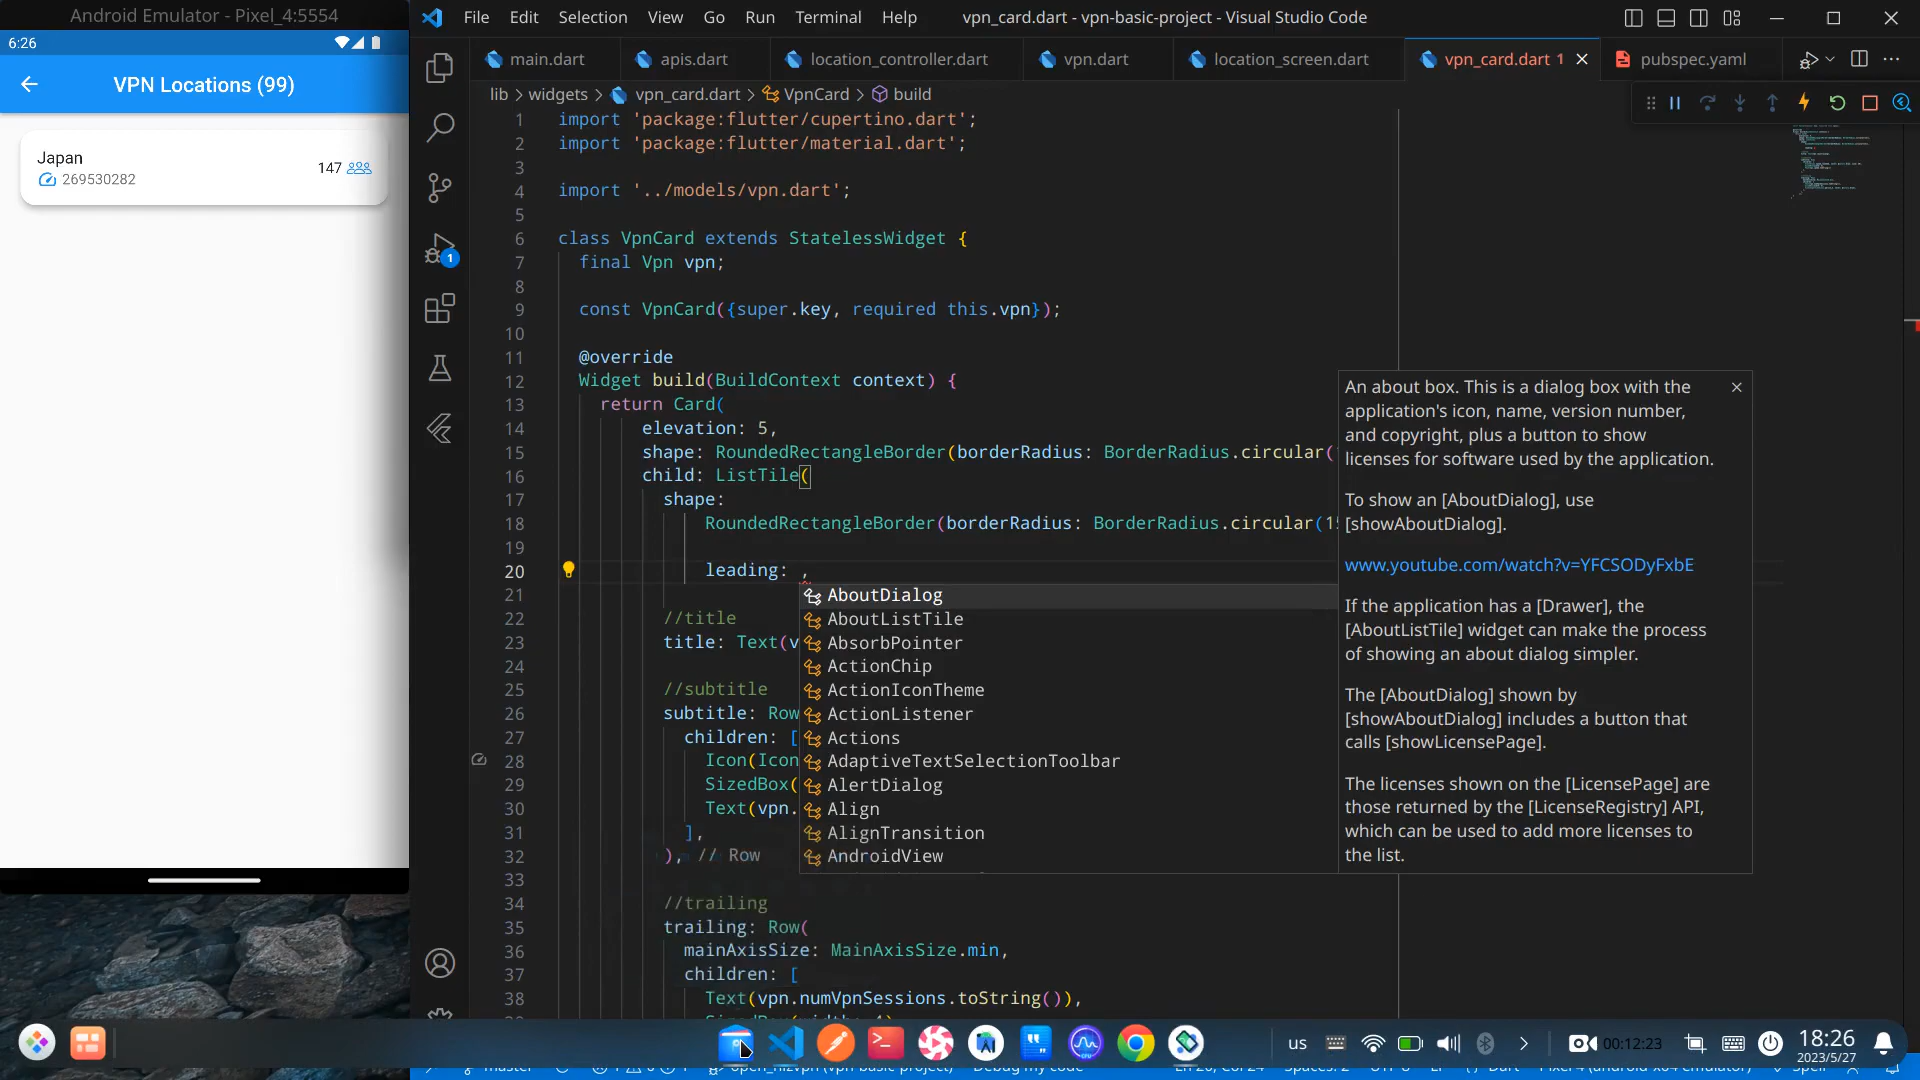 Android Emulator - Pixel_4:5554
6:26
VPN Locations (99)
Japan
269530282
147
File Edit Selection View Go Run Terminal Help
vpn_card.dart - vpn-basic-project - Visual Studio Code
main.dart
apis.dart
location_controller.dart
vpn.dart
location_screen.dart
vpn_card.dart 1
pubspec.yaml
lib > widgets > vpn_card.dart > VpnCard > build
1 import 'package:flutter/cupertino.dart';
2 import 'package:flutter/material.dart';
3
4 import '../models/vpn.dart';
5
6 class VpnCard extends StatelessWidget {
7 final Vpn vpn;
8
9 const VpnCard({super.key, required this.vpn});
10
11 @override
12 Widget build(BuildContext context) {
13 return Card(
14 elevation: 5,
15 shape: RoundedRectangleBorder(borderRadius: BorderRadius.circular(
16 child: ListTile(
17 shape:
18 RoundedRectangleBorder(borderRadius: BorderRadius.circular(15
19
20 leading: ,
21
22 //title
23 title: Text(v
24
25 //subtitle
26 subtitle: Row
27 children: [
28 Icon(Icon
29 SizedBox(
30 Text(vpn.
31 ],
32 ), // Row
33
34 //trailing
35 trailing: Row(
36 mainAxisSize: MainAxisSize.min,
37 children: [
38 Text(vpn.numVpnSessions.toString()),
AboutDialog
AboutListTile
AbsorbPointer
ActionChip
ActionIconTheme
ActionListener
Actions
AdaptiveTextSelectionToolbar
AlertDialog
Align
AlignTransition
AndroidView
An about box. This is a dialog box with the
application's icon, name, version number,
and copyright, plus a button to show
licenses for software used by the application.
To show an [AboutDialog], use
[showAboutDialog].
www.youtube.com/watch?v=YFCSODyFxbE
If the application has a [Drawer], the
[AboutListTile] widget can make the process
of showing an about dialog simpler.
The [AboutDialog] shown by
[showAboutDialog] includes a button that
calls [showLicensePage].
The licenses shown on the [LicensePage] are
those returned by the [LicenseRegistry] API,
which can be used to add more licenses to
the list.
1
us
00:12:23
18:26
2023/5/27